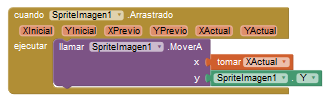 cuando SpriteImagen1 .Arrastrado
XInicial YInicial XPrevio YPrevio XActual YActual
ejecutar llamar SpriteImagen1 .MoverA
x tomar XActual
y SpriteImagen1 . Y